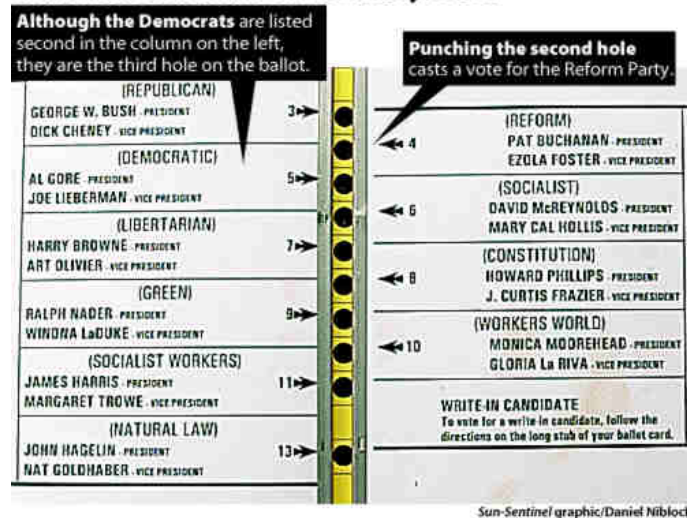 Although the Democrats are listed
second in the column on the left,
they are the third hole on the ballot.
Punching the second hole
casts a vote for the Reform Party.
(REPUBLICAN)
GEORGE W. BUSH - PRESIDENT
DICK CHENEY - VICE PRESIDENT
3
(DEMOCRATIC)
AL GORE - PRESIDENT
JOE LIEBERMAN - VICE PRESIDENT
5
(LIBERTARIAN)
HARRY BROWNE - PRESIDENT
ART OLIVIER - VICE PRESIDENT
7
(GREEN)
RALPH NADER - PRESIDENT
WINONA LaDUKE - VICE PRESIDENT
9
(SOCIALIST WORKERS)
JAMES HARRIS - PRESIDENT
MARGARET TROWE - VICE PRESIDENT
11
(NATURAL LAW)
JOHN HAGELIN - PRESIDENT
NAT GOLDHABER - VICE PRESIDENT
13
(REFORM)
4 PAT BUCHANAN - PRESIDENT
EZOLA FOSTER - VICE PRESIDENT
(SOCIALIST)
6 DAVID McREYNOLDS - PRESIDENT
MARY CAL HOLLIS - VICE PRESIDENT
(CONSTITUTION)
8 HOWARD PHILLIPS - PRESIDENT
J. CURTIS FRAZIER - VICE PRESIDENT
(WORKERS WORLD)
10 MONICA MOOREHEAD - PRESIDENT
GLORIA La RIVA - VICE PRESIDENT
WRITE-IN CANDIDATE
To vote for a write-in candidate, follow the
directions on the long stub of your ballot card.
Sun-Sentinel graphic/Daniel Niblock